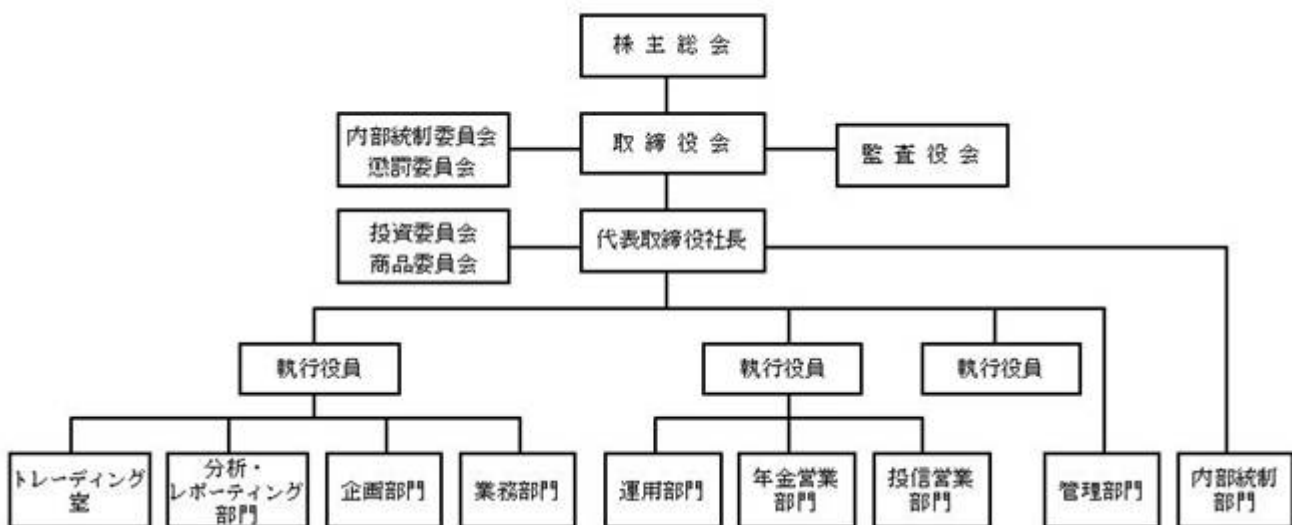 株主総会
内部統制委員会
懲罰委員会
取締役会
監査役会
投資委員会
商品委員会
代表取締役社長
執行役員
執行役員
執行役員
トレーディング
室
分析・
レポーティング
部門
企画部門
業務部門
運用部門
年金営業
部門
投信営業
部門
管理部門
内部統制
部門